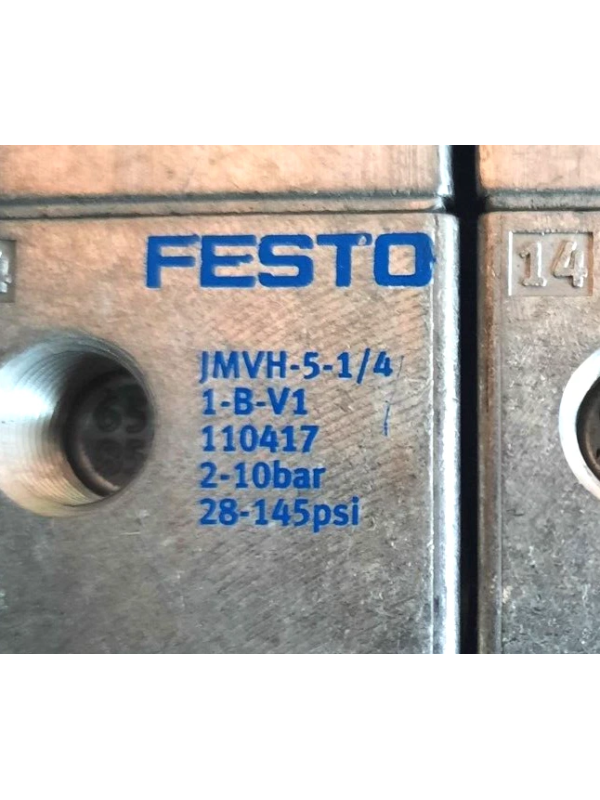 FESTO
14
JMVH-5-1/4
1-B-V1
110417
2-10bar
28-145psi